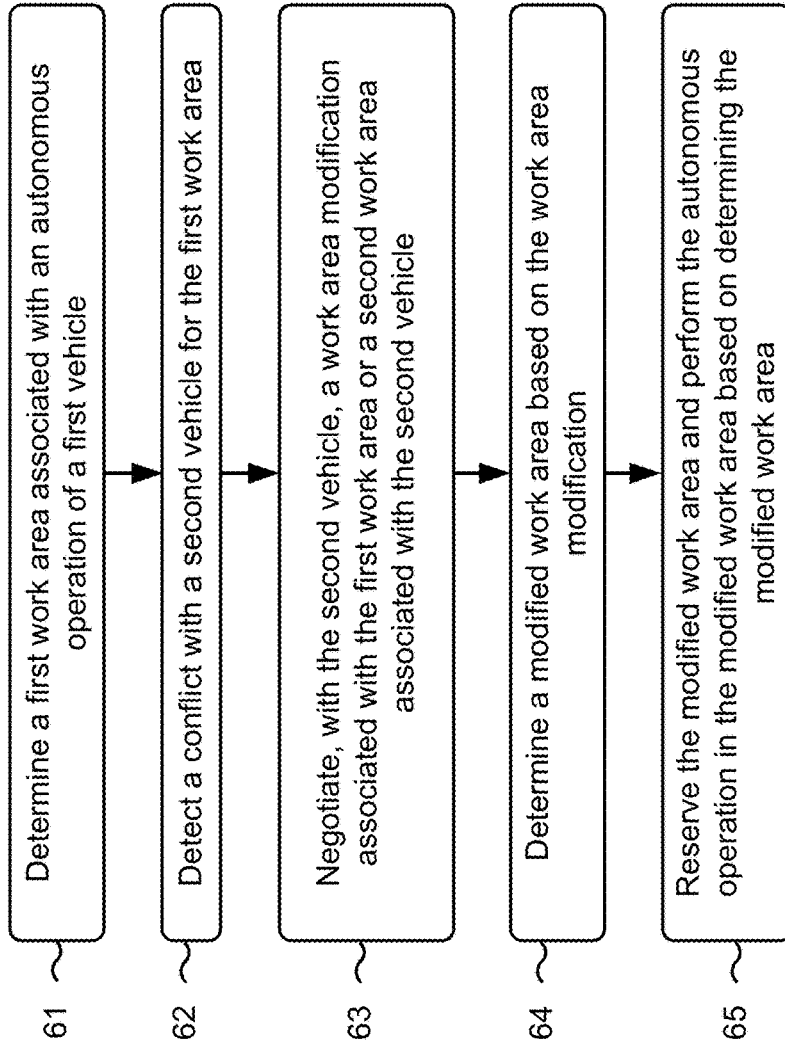 61
Determine a first work area associated with an autonomous
operation of a first vehicle
62
Detect a conflict with a second vehicle for the first work area
63
Negotiate, with the second vehicle, a work area modification
associated with the first work area or a second work area
associated with the second vehicle
64
Determine a modified work area based on the work area
modification
65
Reserve the modified work area and perform the autonomous
operation in the modified work area based on determining the
modified work area